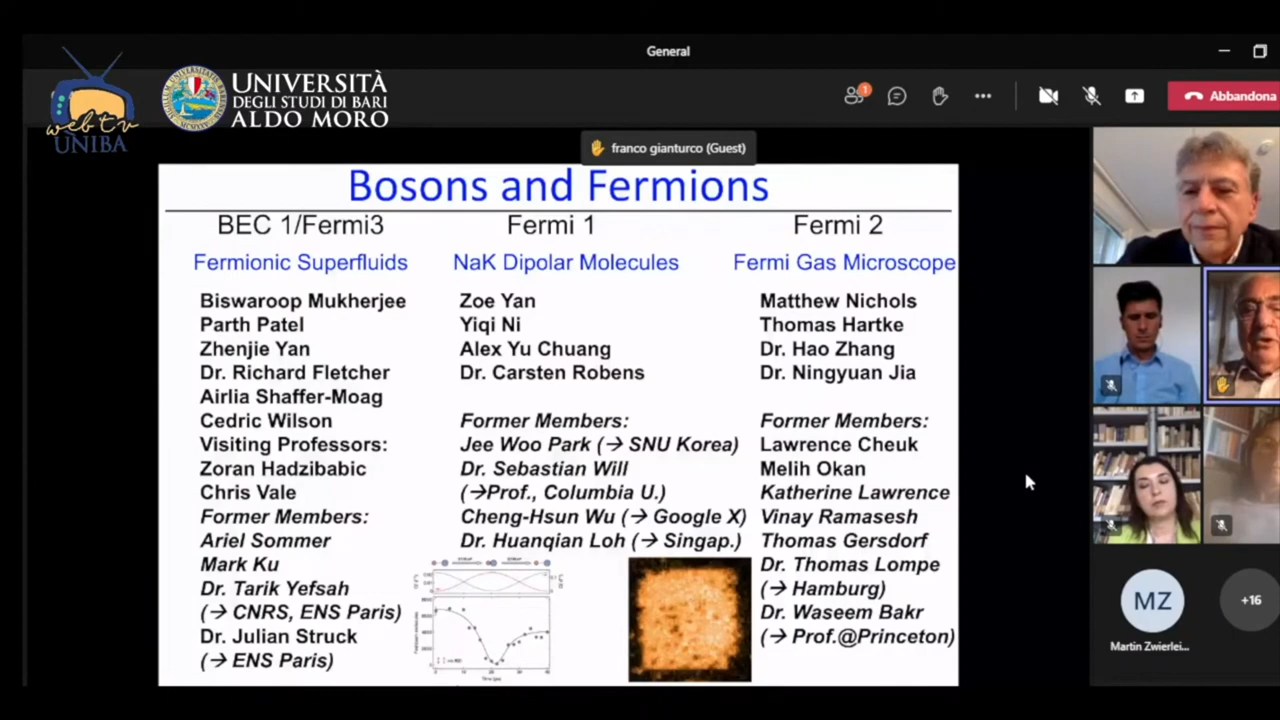 General
web tv
UNIBA
UNIVERSITÀ
DEGLI STUDI DI BARI
ALDO MORO
1
Abbandona
franco gianturco (Guest)
Bosons and Fermions
BEC 1/Fermi3
Fermionic Superfluids
Biswaroop Mukherjee
Parth Patel
Zhenjie Yan
Dr. Richard Fletcher
Airlia Shaffer-Moag
Cedric Wilson
Visiting Professors:
Zoran Hadzibabic
Chris Vale
Former Members:
Ariel Sommer
Mark Ku
Dr. Tarik Yefsah
(→ CNRS, ENS Paris)
Dr. Julian Struck
(→ ENS Paris)
Fermi 1
NaK Dipolar Molecules
Zoe Yan
Yiqi Ni
Alex Yu Chuang
Dr. Carsten Robens
Former Members:
Jee Woo Park (→ SNU Korea)
Dr. Sebastian Will
(→Prof., Columbia U.)
Cheng-Hsun Wu (→ Google X)
Dr. Huanqian Loh (→ Singap.)
Fermi 2
Fermi Gas Microscope
Matthew Nichols
Thomas Hartke
Dr. Hao Zhang
Dr. Ningyuan Jia
Former Members:
Lawrence Cheuk
Melih Okan
Katherine Lawrence
Vinay Ramasesh
Thomas Gersdorf
Dr. Thomas Lompe
(→ Hamburg)
Dr. Waseem Bakr
(→ Prof.@Princeton)
MZ
+16
Martin Zwierlei...